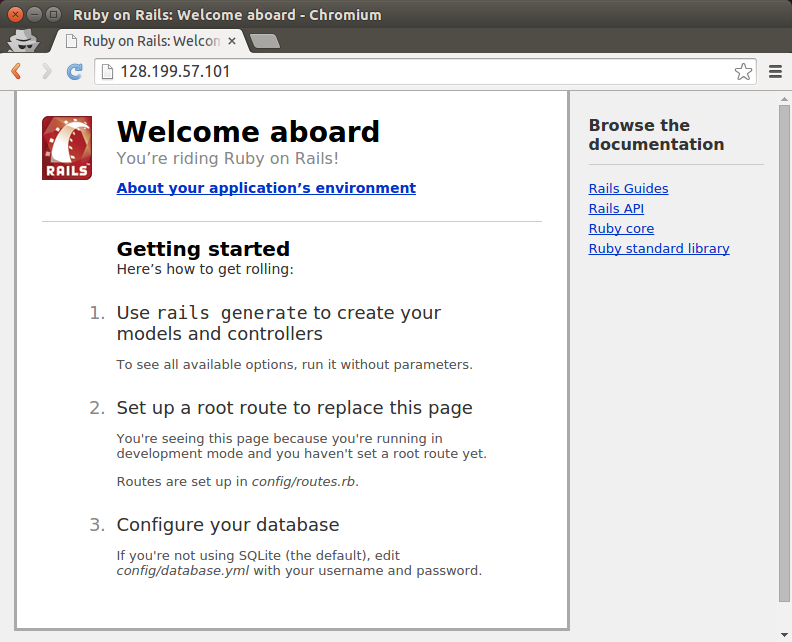 Ruby on Rails: Welcome aboard - Chromium
Ruby on Rails: Welcom
128.199.57.101
RAILS
Welcome aboard
You’re riding Ruby on Rails!
About your application’s environment
Getting started
Here’s how to get rolling:
1. Use rails generate to create your
models and controllers
To see all available options, run it without parameters.
2. Set up a root route to replace this page
You're seeing this page because you're running in
development mode and you haven't set a root route yet.
Routes are set up in config/routes.rb.
3. Configure your database
If you're not using SQLite (the default), edit
config/database.yml with your username and password.
Browse the
documentation
Rails Guides
Rails API
Ruby core
Ruby standard library